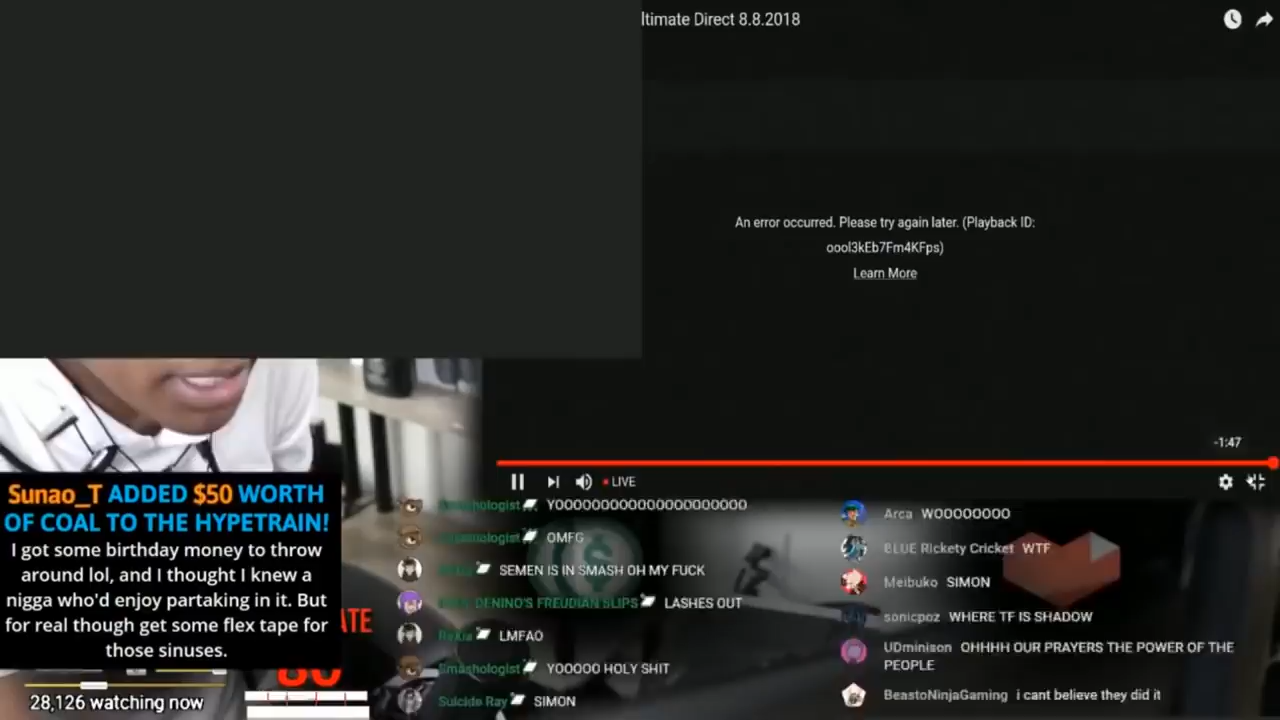 ltimate Direct 8.8.2018
An error occurred. Please try again later. (Playback ID:
oool3kEb7Fm4KFps)
Learn More
-1:47
LIVE
Sunao_T ADDED $50 WORTH
OF COAL TO THE HYPETRAIN!
I got some birthday money to throw
around lol, and I thought I knew a
nigga who'd enjoy partaking in it. But
for real though get some flex tape for
those sinuses.
ATE
28,126 watching now
Smashologist YOOOOOOOOOOOOOOOOOOOOOO
Smashologist OMFG
SEMEN IS IN SMASH OH MY FUCK
DENINO'S FREUDIAN SLIPS LASHES OUT
Rekia LMFAO
Smashologist YOOOOO HOLY SHIT
Suicide Ray SIMON
Arca WOOOOOOOO
BLUE Rickety Cricket WTF
Meibuko SIMON
sonicpoz WHERE TF IS SHADOW
UDminison OHHHH OUR PRAYERS THE POWER OF THE
PEOPLE
BeastoNinjaGaming i cant believe they did it